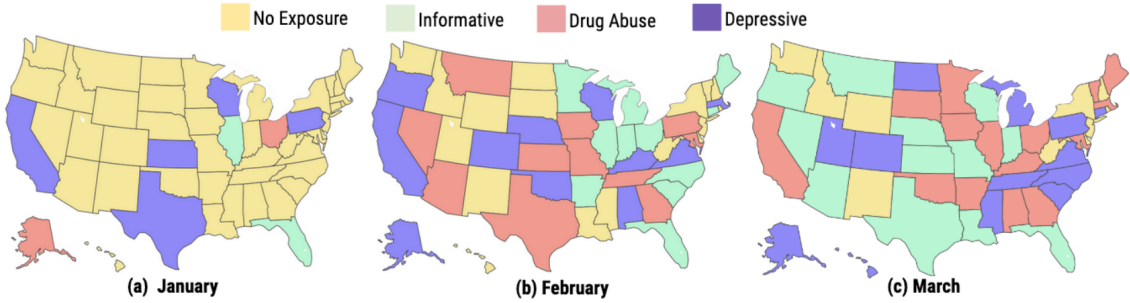 No Exposure Informative Drug Abuse Depressive
(a) January (b) February (c) March